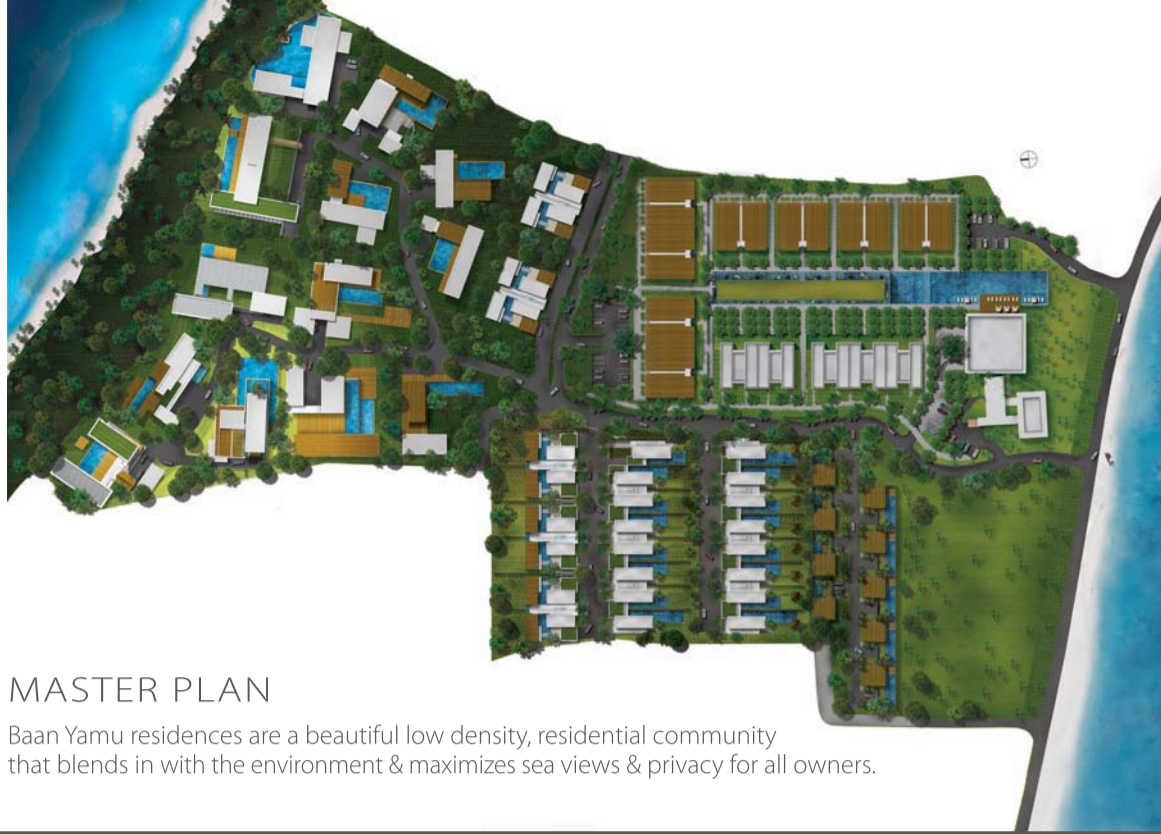 MASTER PLAN
Baan Yamu residences are a beautiful low density, residential community
that blends in with the environment & maximizes sea views & privacy for all owners.